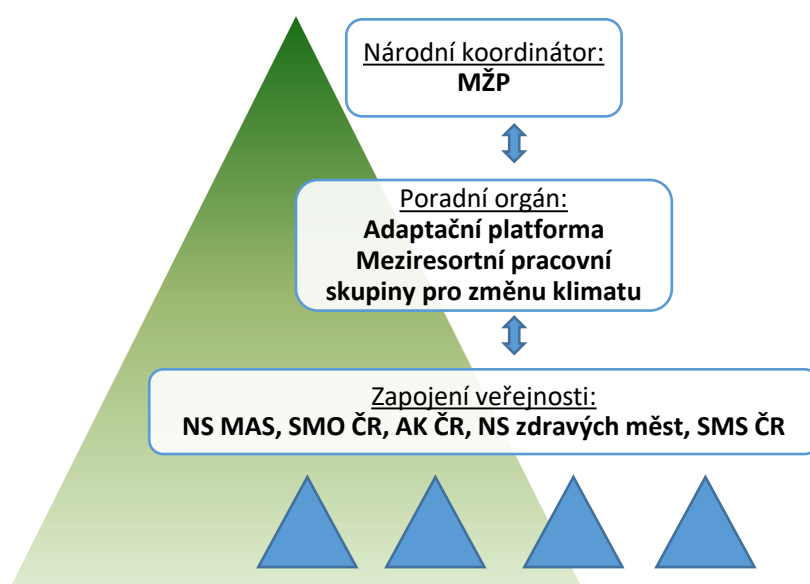 Národní koordinátor:
MŽP
Poradní orgán:
Adaptační platforma
Meziresortní pracovní
skupiny pro změnu klimatu
Zapojení veřejnosti:
NS MAS, SMO ČR, AK ČR, NS zdravých měst, SMS ČR